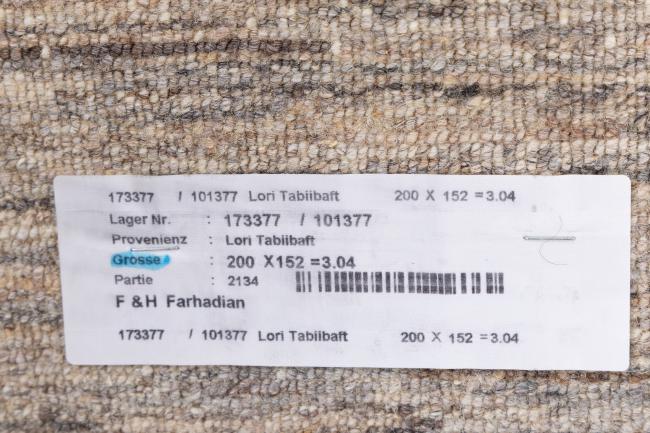 173377 / 101377 Lori Tabiibaft 200 X 152 =3.04
Lager Nr. : 173377 / 101377
Provenienz : Lori Tabiibaft
Grösse : 200 X152 =3.04
Partie : 2134
F & H Farhadian
173377 / 101377 Lori Tabiibaft 200 X 152 =3.04